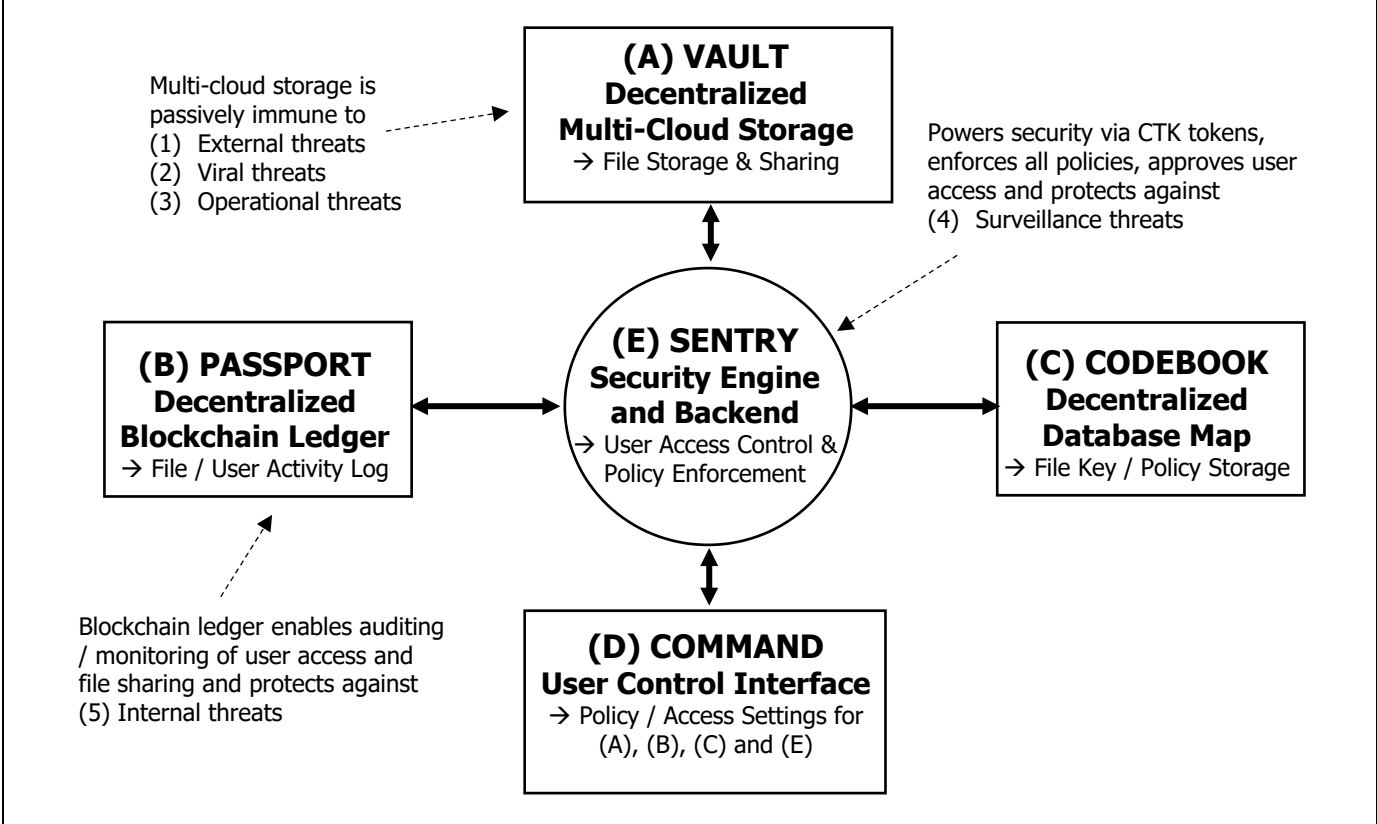 (A) VAULT
Decentralized
Multi-Cloud Storage
→ File Storage & Sharing
Multi-cloud storage is
passively immune to
(1) External threats
(2) Viral threats
(3) Operational threats
Powers security via CTK tokens,
enforces all policies, approves user
access and protects against
(4) Surveillance threats
(B) PASSPORT
Decentralized
Blockchain Ledger
→ File / User Activity Log
(E) SENTRY
Security Engine
and Backend
→ User Access Control &
Policy Enforcement
(C) CODEBOOK
Decentralized
Database Map
→ File Key / Policy Storage
Blockchain ledger enables auditing
/ monitoring of user access and
file sharing and protects against
(5) Internal threats
(D) COMMAND
User Control Interface
→ Policy / Access Settings for
(A), (B), (C) and (E)